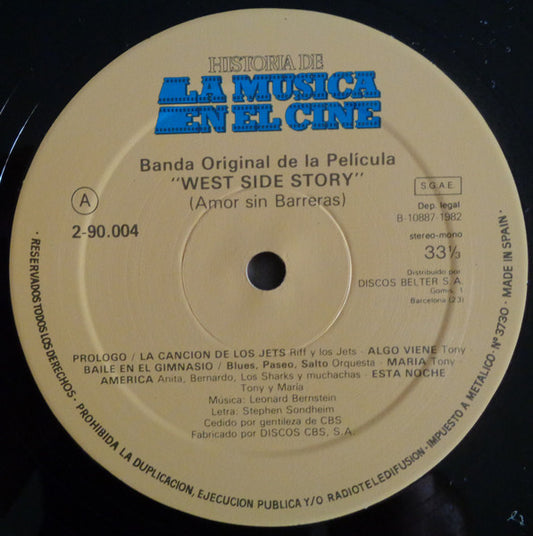 HISTORIA DE
LA MUSICA
EN EL CINE
Banda Original de la Película
"WEST SIDE STORY"
(Amor sin Barreras)
A
2-90.004
S.G.A.E.
Dep. legal
B-10887-1982
stereo-mono
33⅓
Distribuido por
DISCOS BELTER S.A.
Gomis, 1
Barcelona (23)
PROLOGO / LA CANCION DE LOS JETS Riff y los Jets - ALGO VIENE Tony
BAILE EN EL GIMNASIO / Blues, Paseo, Salto Orquesta - MARIA Tony -
AMERICA Anita, Bernardo, Los Sharks y muchachas - ESTA NOCHE
Tony y María
Música: Leonard Bernstein
Letra: Stephen Sondheim
Cedido por gentileza de CBS
Fabricado por DISCOS CBS, S.A.
· RESERVADOS TODOS LOS DERECHOS · PROHIBIDA LA DUPLICACION, EJECUCION PUBLICA Y/O RADIOTELEDIFUSION · IMPUESTO A METALICO · Nº 3730 · MADE IN SPAIN ·